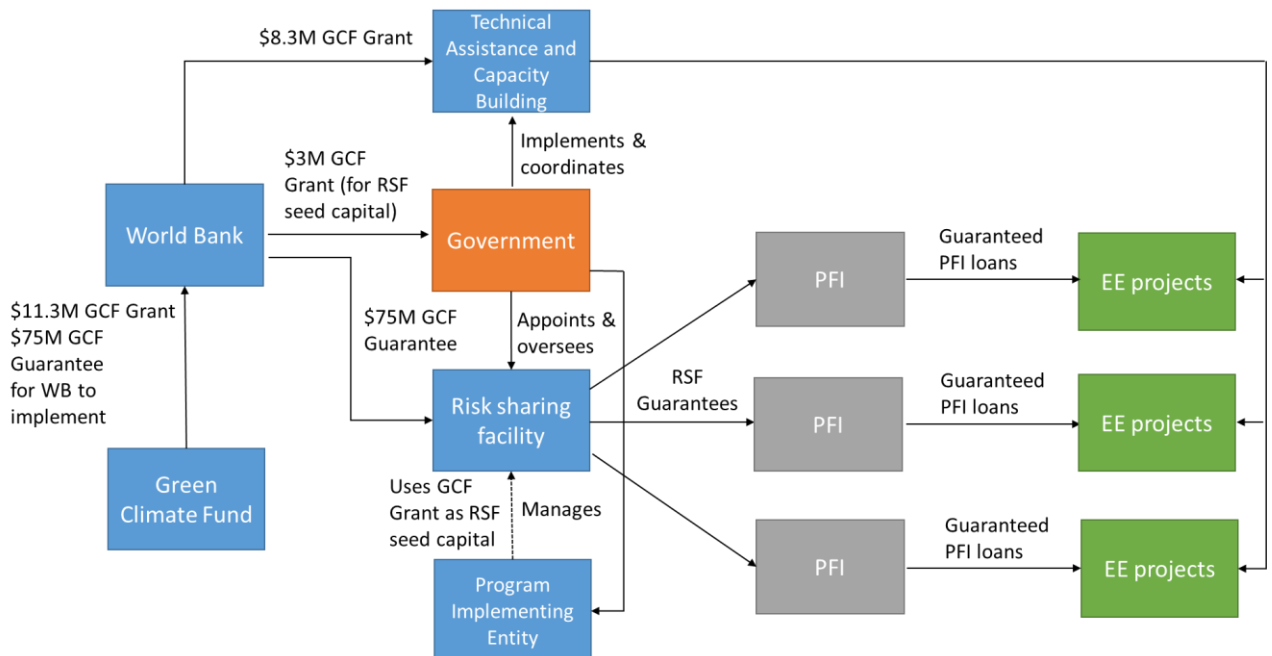 $8.3M GCF Grant
Technical
Assistance and
Capacity
Building
Implements &
coordinates
$3M GCF
Grant (for RSF
seed capital)
World Bank
Government
$11.3M GCF Grant
$75M GCF
Guarantee
for WB to
implement
$75M GCF
Guarantee
Appoints &
oversees
Green
Climate Fund
Risk sharing
facility
RSF
Guarantees
Uses GCF
Grant as RSF
seed capital
Manages
Program
Implementing
Entity
PFI
Guaranteed
PFI loans
EE projects
PFI
Guaranteed
PFI loans
EE projects
PFI
Guaranteed
PFI loans
EE projects